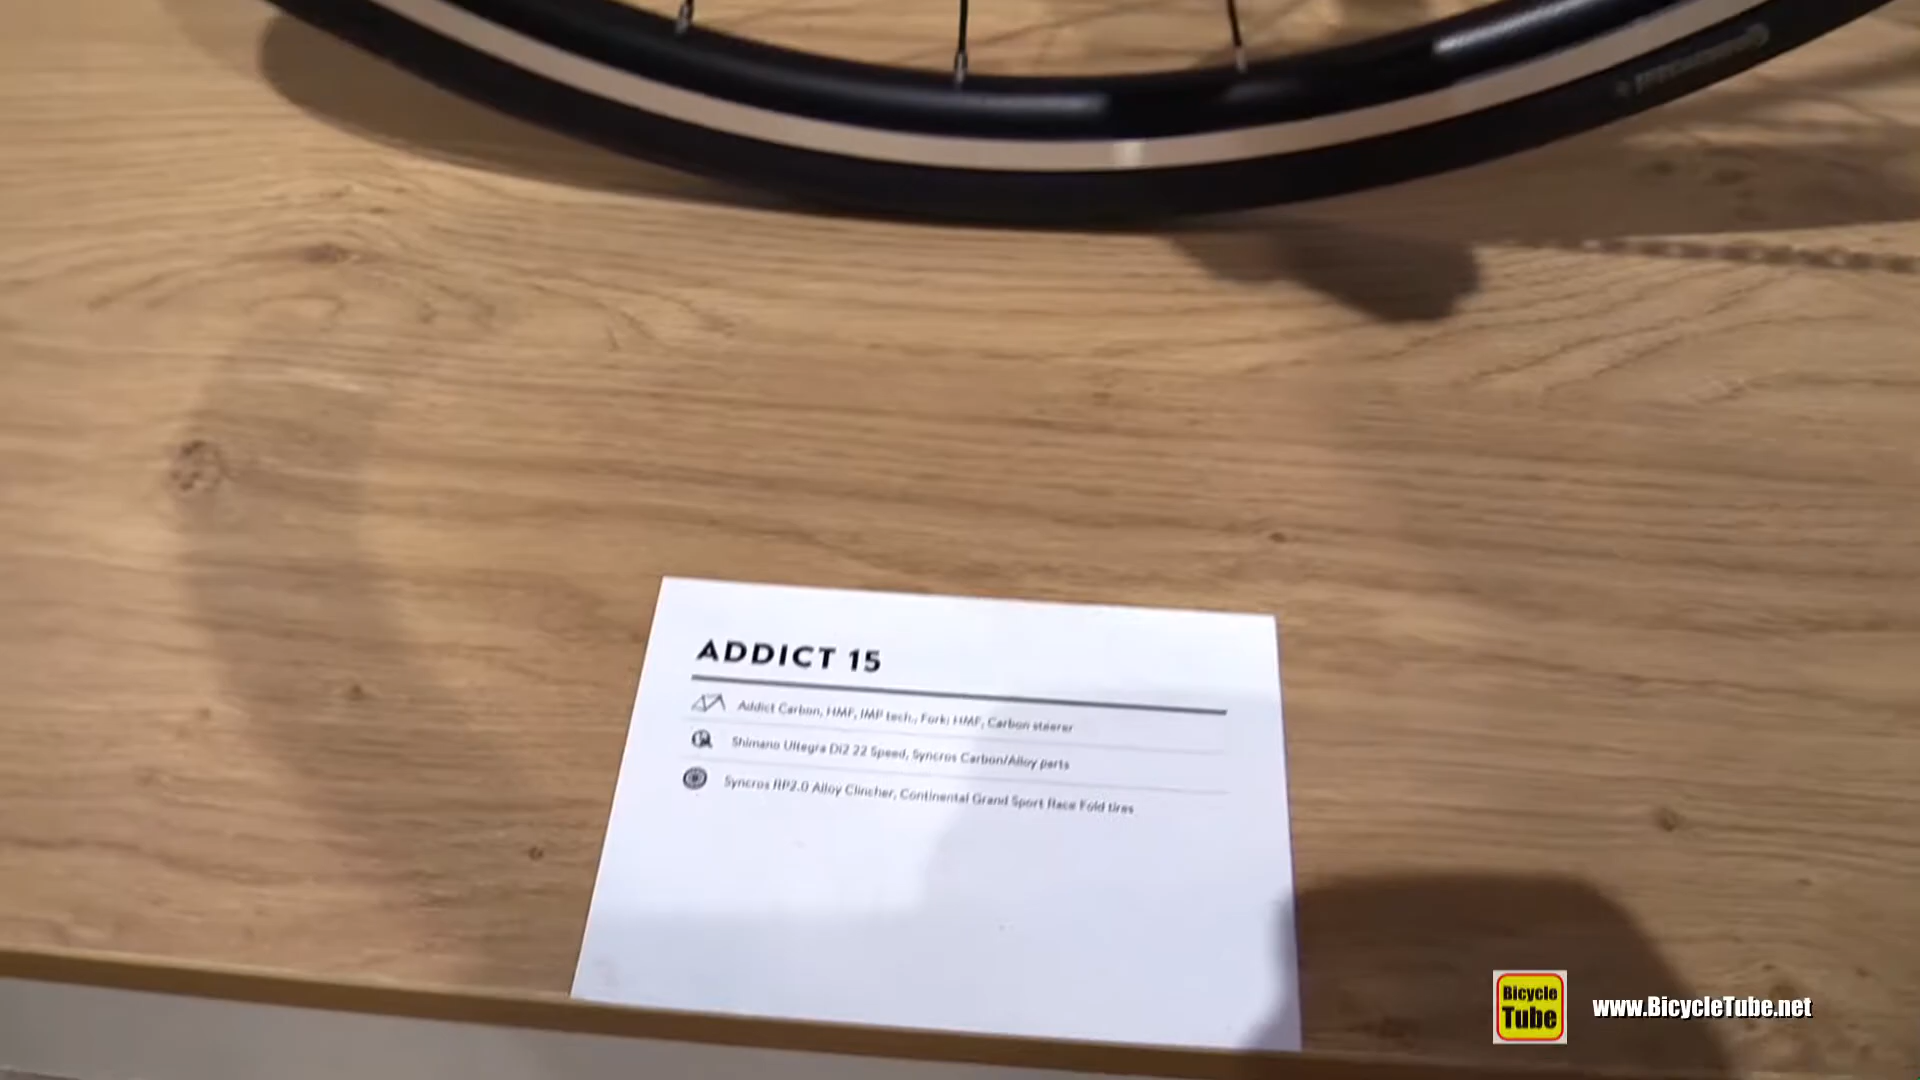 Continental
ADDICT 15
Addict Carbon, HMF, IMP tech., Fork: HMF, Carbon steerer
Shimano Ultegra Di2 22 Speed, Syncros Carbon/Alloy parts
Syncros RP2.0 Alloy Clincher, Continental Grand Sport Race Fold tires
Bicycle
Tube
www.BicycleTube.net